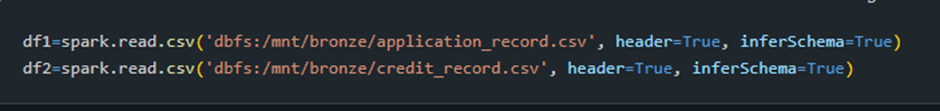 df1=spark.read.csv('dbfs:/mnt/bronze/application_record.csv', header=True, inferSchema=True)
df2=spark.read.csv('dbfs:/mnt/bronze/credit_record.csv', header=True, inferSchema=True)